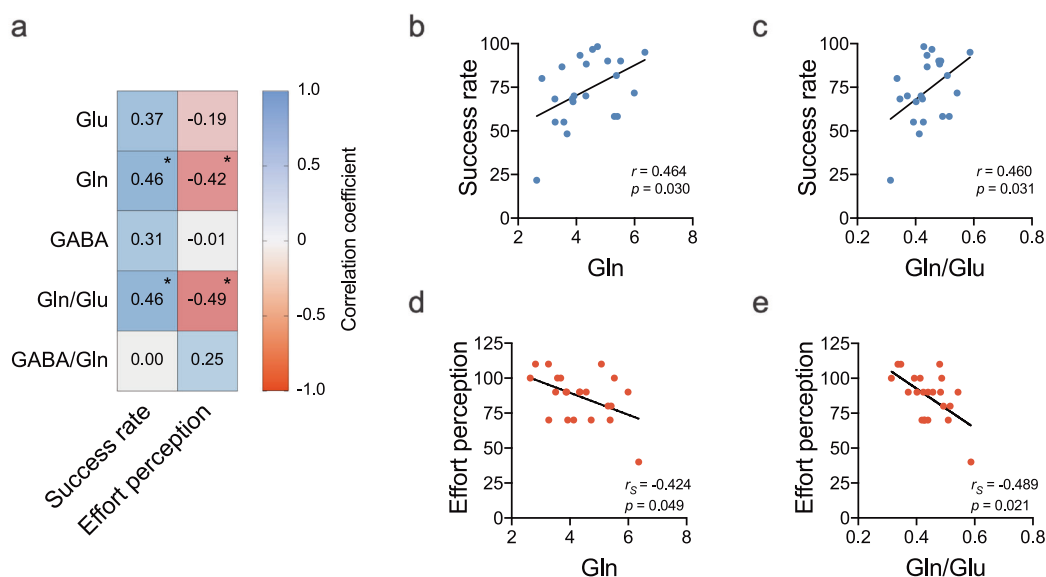 a
Glu
Gln
GABA
Gln/Glu
GABA/Gln
0.37
-0.19
0.46
*
-0.42
*
0.31
-0.01
0.46
*
-0.49
*
0.00
0.25
Success rate
Effort perception
1.0
0.5
0
-0.5
-1.0
Correlation coefficient
b
Success rate
100
75
50
25
0
2
4
6
8
Gln
r = 0.464
p = 0.030
c
Success rate
100
75
50
25
0
0.2
0.4
0.6
0.8
Gln/Glu
r = 0.460
p = 0.031
d
Effort perception
125
100
75
50
25
0
2
4
6
8
Gln
rS = -0.424
p = 0.049
e
Effort perception
125
100
75
50
25
0
0.2
0.4
0.6
0.8
Gln/Glu
rS = -0.489
p = 0.021